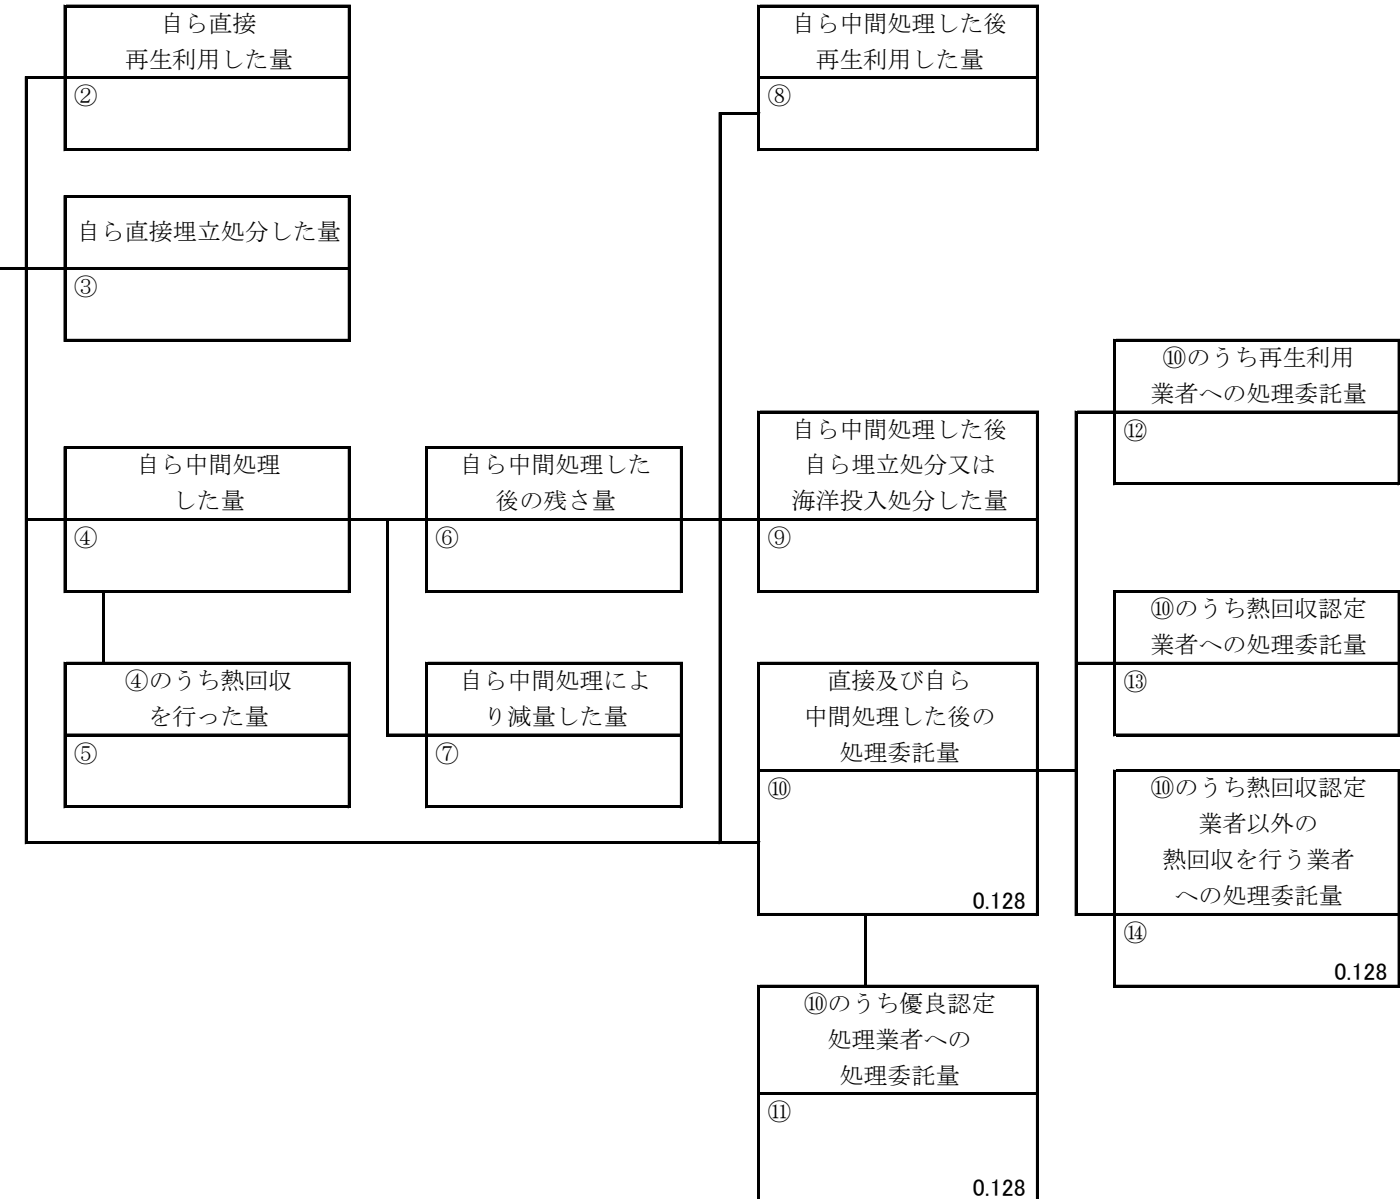 自ら直接
再生利用した量
②
自ら直接埋立処分した量
③
自ら中間処理
した量
④
④のうち熱回収
を行った量
⑤
自ら中間処理した
後の残さ量
⑥
自ら中間処理によ
り減量した量
⑦
自ら中間処理した後
再生利用した量
⑧
自ら中間処理した後
自ら埋立処分又は
海洋投入処分した量
⑨
直接及び自ら
中間処理した後の
処理委託量
⑩
0.128
⑩のうち優良認定
処理業者への
処理委託量
⑪
0.128
⑩のうち再生利用
業者への処理委託量
⑫
⑩のうち熱回収認定
業者への処理委託量
⑬
⑩のうち熱回収認定
業者以外の
熱回収を行う業者
への処理委託量
⑭
0.128